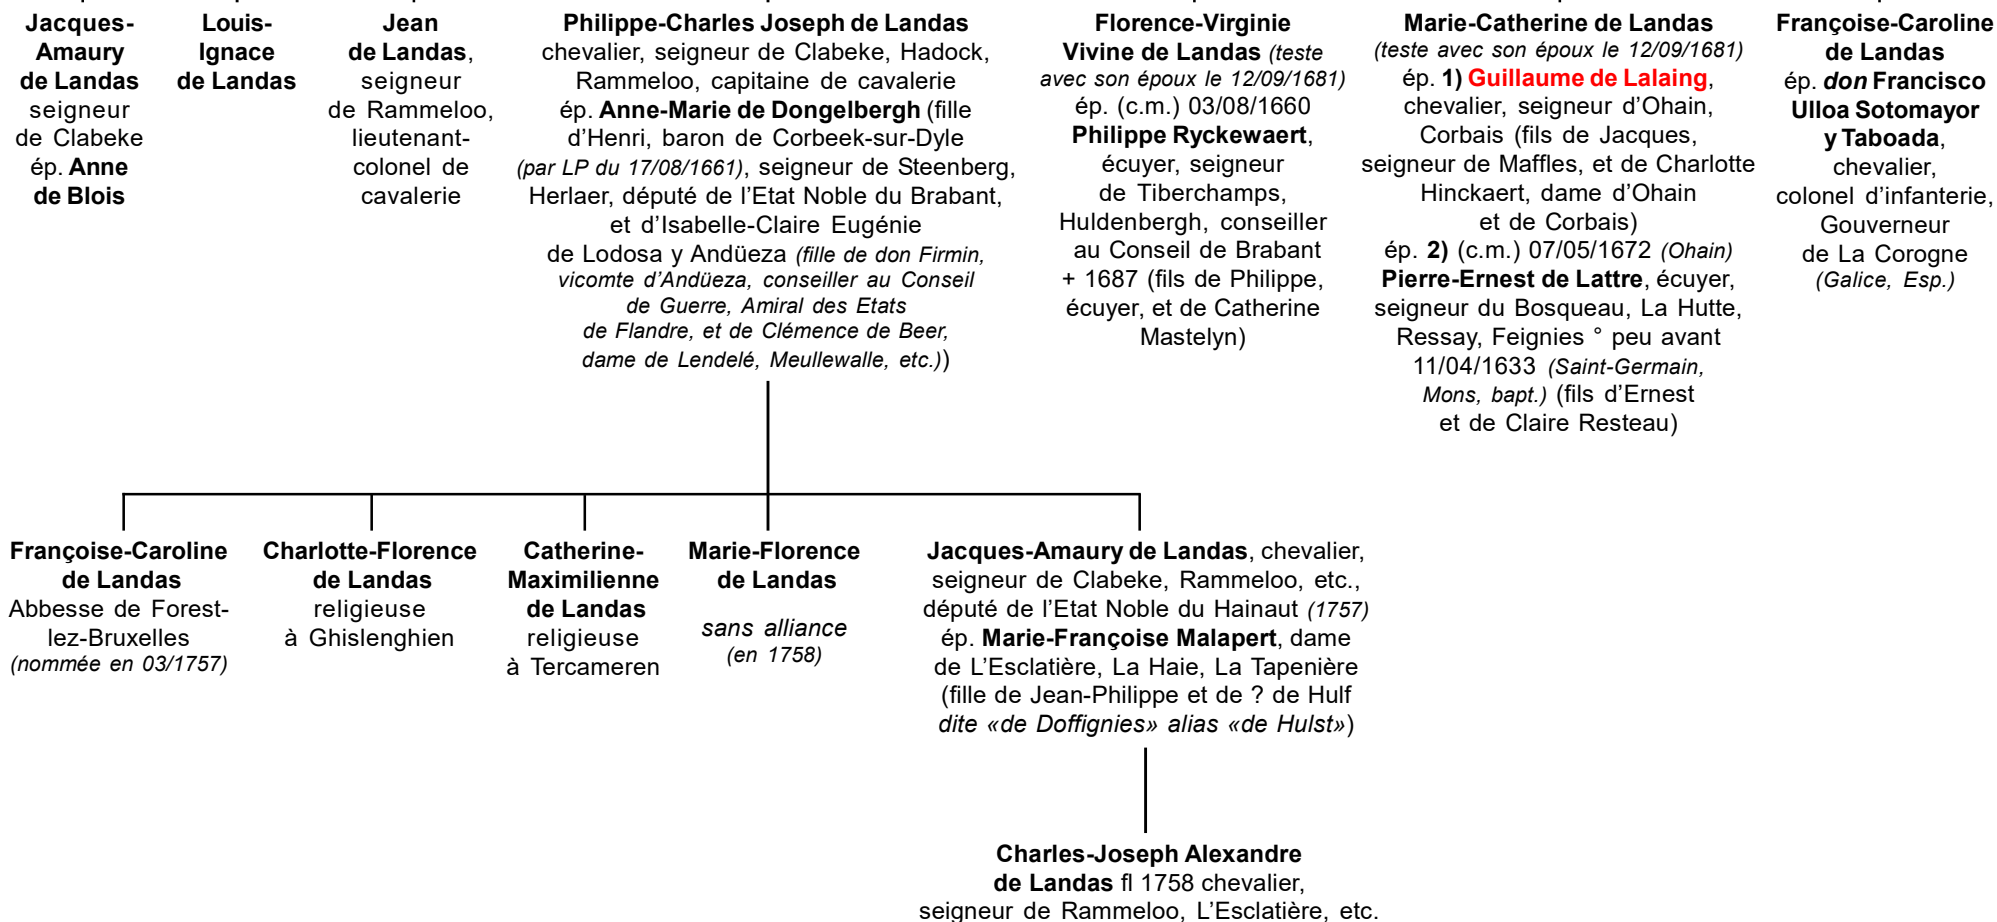 Jacques-
Amaury
de Landas
seigneur
de Clabeke
ép. Anne
de Blois
Louis-
Ignace
de Landas
Jean
de Landas,
seigneur
de Rammeloo,
lieutenant-
colonel de
cavalerie
Philippe-Charles Joseph de Landas
chevalier, seigneur de Clabeke, Hadock,
Rammeloo, capitaine de cavalerie
ép. Anne-Marie de Dongelbergh (fille
d'Henri, baron de Corbeek-sur-Dyle
(par LP du 17/08/1661), seigneur de Steenberg,
Herlaer, député de l'Etat Noble du Brabant,
et d'Isabelle-Claire Eugénie
de Lodosa y Andüeza (fille de don Firmin,
vicomte d'Andüeza, conseiller au Conseil
de Guerre, Amiral des Etats
de Flandre, et de Clémence de Beer,
dame de Lendelé, Meullewalle, etc.))
Florence-Virginie
Vivine de Landas (teste
avec son époux le 12/09/1681)
ép. (c.m.) 03/08/1660
Philippe Ryckewaert,
écuyer, seigneur
de Tiberchamps,
Huldenbergh, conseiller
au Conseil de Brabant
+ 1687 (fils de Philippe,
écuyer, et de Catherine
Mastelyn)
Marie-Catherine de Landas
(teste avec son époux le 12/09/1681)
ép. 1) Guillaume de Lalaing,
chevalier, seigneur d'Ohain,
Corbais (fils de Jacques,
seigneur de Maffles, et de Charlotte
Hinckaert, dame d'Ohain
et de Corbais)
ép. 2) (c.m.) 07/05/1672 (Ohain)
Pierre-Ernest de Lattre, écuyer,
seigneur du Bosqueau, La Hutte,
Ressay, Feignies ° peu avant
11/04/1633 (Saint-Germain,
Mons, bapt.) (fils d'Ernest
et de Claire Resteau)
Françoise-Caroline
de Landas
ép. don Francisco
Ulloa Sotomayor
y Taboada,
chevalier,
colonel d'infanterie,
Gouverneur
de La Corogne
(Galice, Esp.)
Françoise-Caroline
de Landas
Abbesse de Forest-
lez-Bruxelles
(nommée en 03/1757)
Charlotte-Florence
de Landas
religieuse
à Ghislenghien
Catherine-
Maximilienne
de Landas
religieuse
à Tercameren
Marie-Florence
de Landas
sans alliance
(en 1758)
Jacques-Amaury de Landas, chevalier,
seigneur de Clabeke, Rammeloo, etc.,
député de l'Etat Noble du Hainaut (1757)
ép. Marie-Françoise Malapert, dame
de L'Esclatière, La Haie, La Tapenière
(fille de Jean-Philippe et de ? de Hulf
dite «de Doffignies» alias «de Hulst»)
Charles-Joseph Alexandre
de Landas fl 1758 chevalier,
seigneur de Rammeloo, L'Esclatière, etc.